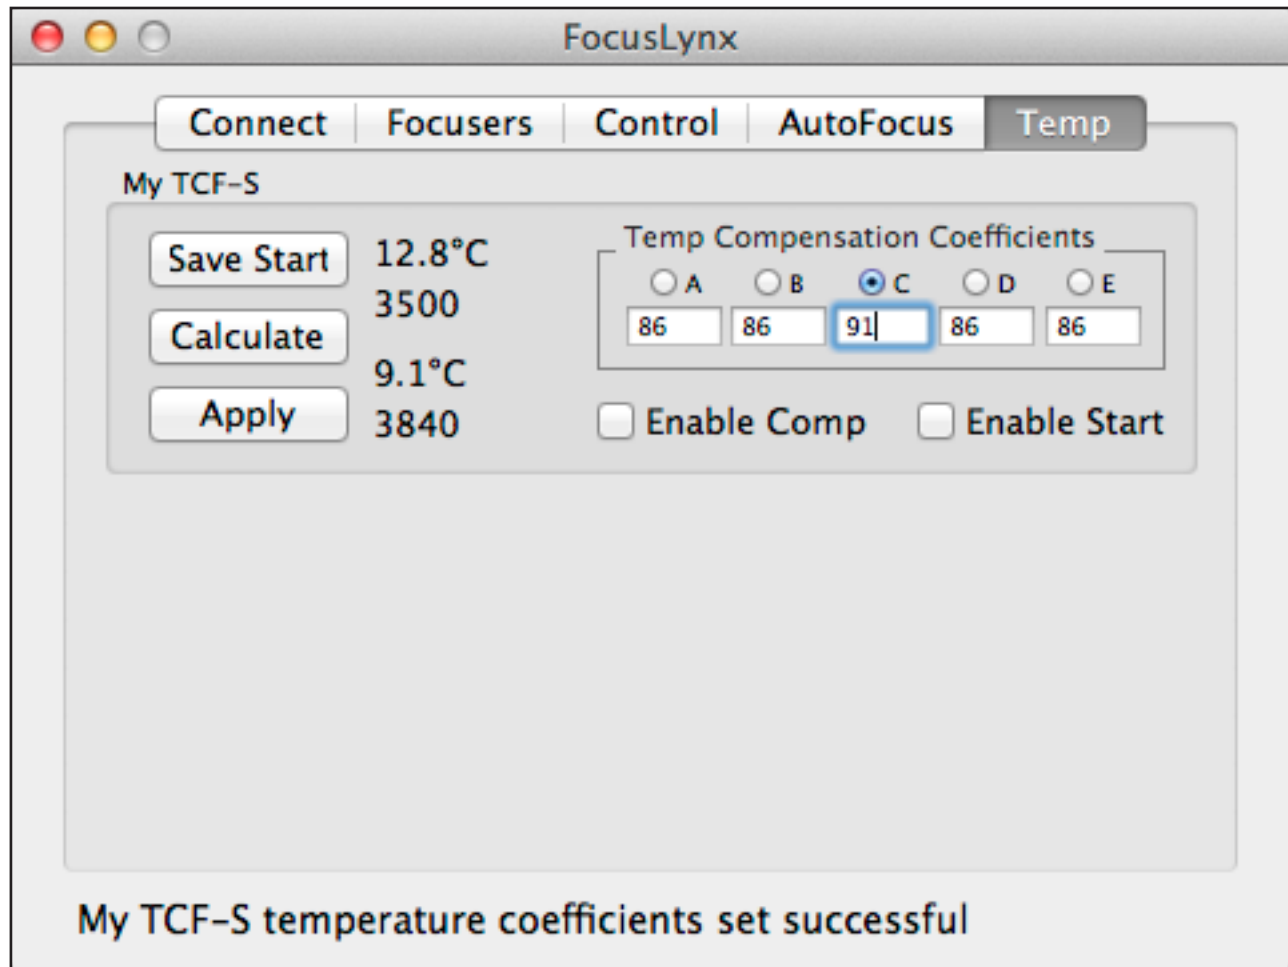 FocusLynx
Connect Focusers Control AutoFocus Temp
My TCF-S
Save Start
12.8°C
3500
Calculate
9.1°C
Apply
3840
Temp Compensation Coefficients
A B C D E
86 86 91 86 86
Enable Comp Enable Start
My TCF-S temperature coefficients set successful